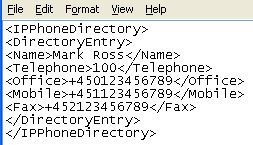 File Edit Format View Help
<IPPhoneDirectory>
<DirectoryEntry>
<Name>Mark Ross</Name>
<Telephone>100</Telephone>
<Office>+450123456789</Office>
<Mobile>+451123456789</Mobile>
<Fax>+452123456789</Fax>
</DirectoryEntry>
</IPPhoneDirectory>